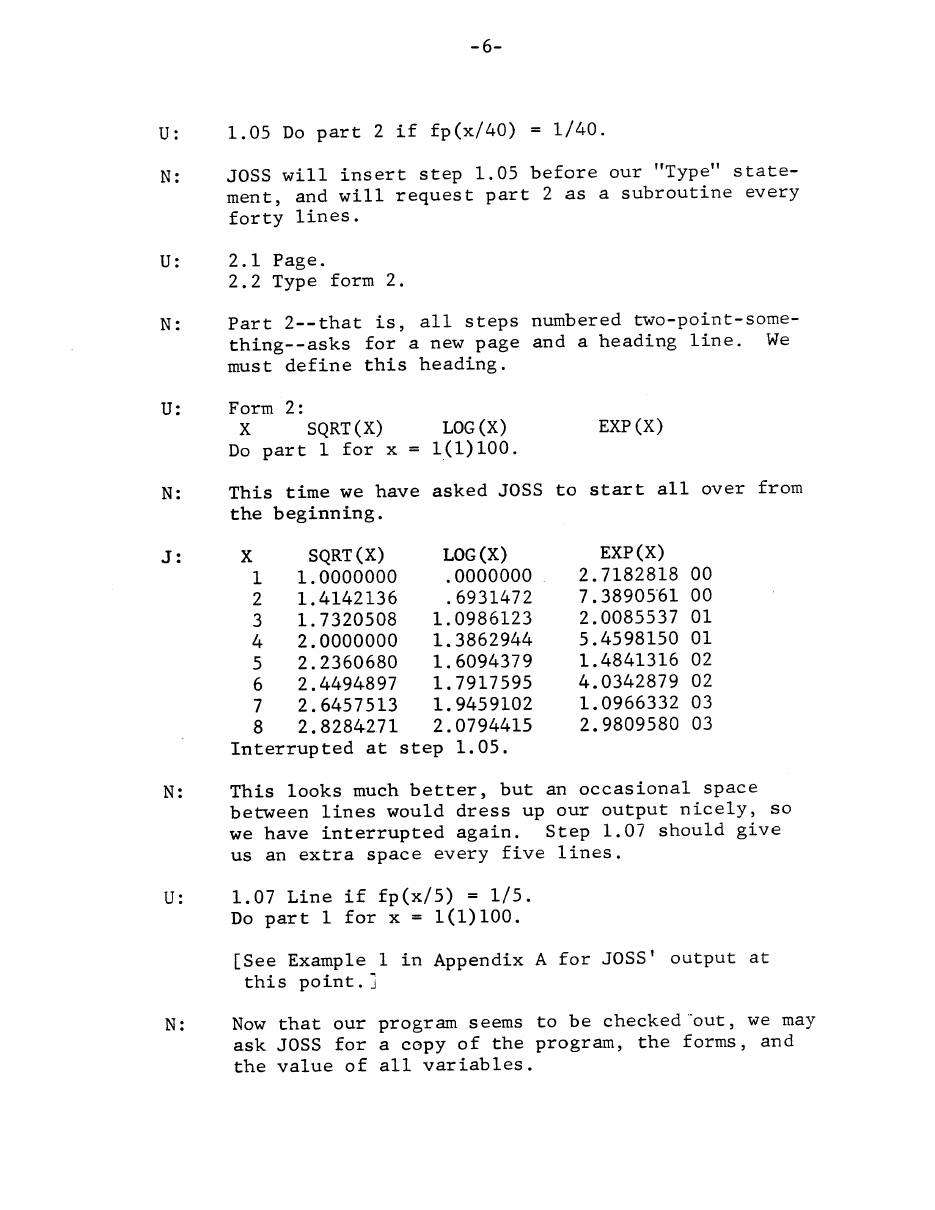 -6-
U: 1.05 Do part 2 if fp(x/40) = 1/40.
N: JOSS will insert step 1.05 before our "Type" state-
ment, and will request part 2 as a subroutine every
forty lines.
U: 2.1 Page.
2.2 Type form 2.
N: Part 2--that is, all steps numbered two-point-some-
thing--asks for a new page and a heading line. We
must define this heading.
U: Form 2:
X SQRT(X) LOG(X) EXP(X)
Do part 1 for x = 1(1)100.
N: This time we have asked JOSS to start all over from
the beginning.
J: X SQRT(X) LOG(X) EXP(X)
1 1.0000000 .0000000 2.7182818 00
2 1.4142136 .6931472 7.3890561 00
3 1.7320508 1.0986123 2.0085537 01
4 2.0000000 1.3862944 5.4598150 01
5 2.2360680 1.6094379 1.4841316 02
6 2.4494897 1.7917595 4.0342879 02
7 2.6457513 1.9459102 1.0966332 03
8 2.8284271 2.0794415 2.9809580 03
Interrupted at step 1.05.
N: This looks much better, but an occasional space
between lines would dress up our output nicely, so
we have interrupted again. Step 1.07 should give
us an extra space every five lines.
U: 1.07 Line if fp(x/5) = 1/5.
Do part 1 for x = 1(1)100.
[See Example 1 in Appendix A for JOSS' output at
this point.]
N: Now that our program seems to be checked out, we may
ask JOSS for a copy of the program, the forms, and
the value of all variables.